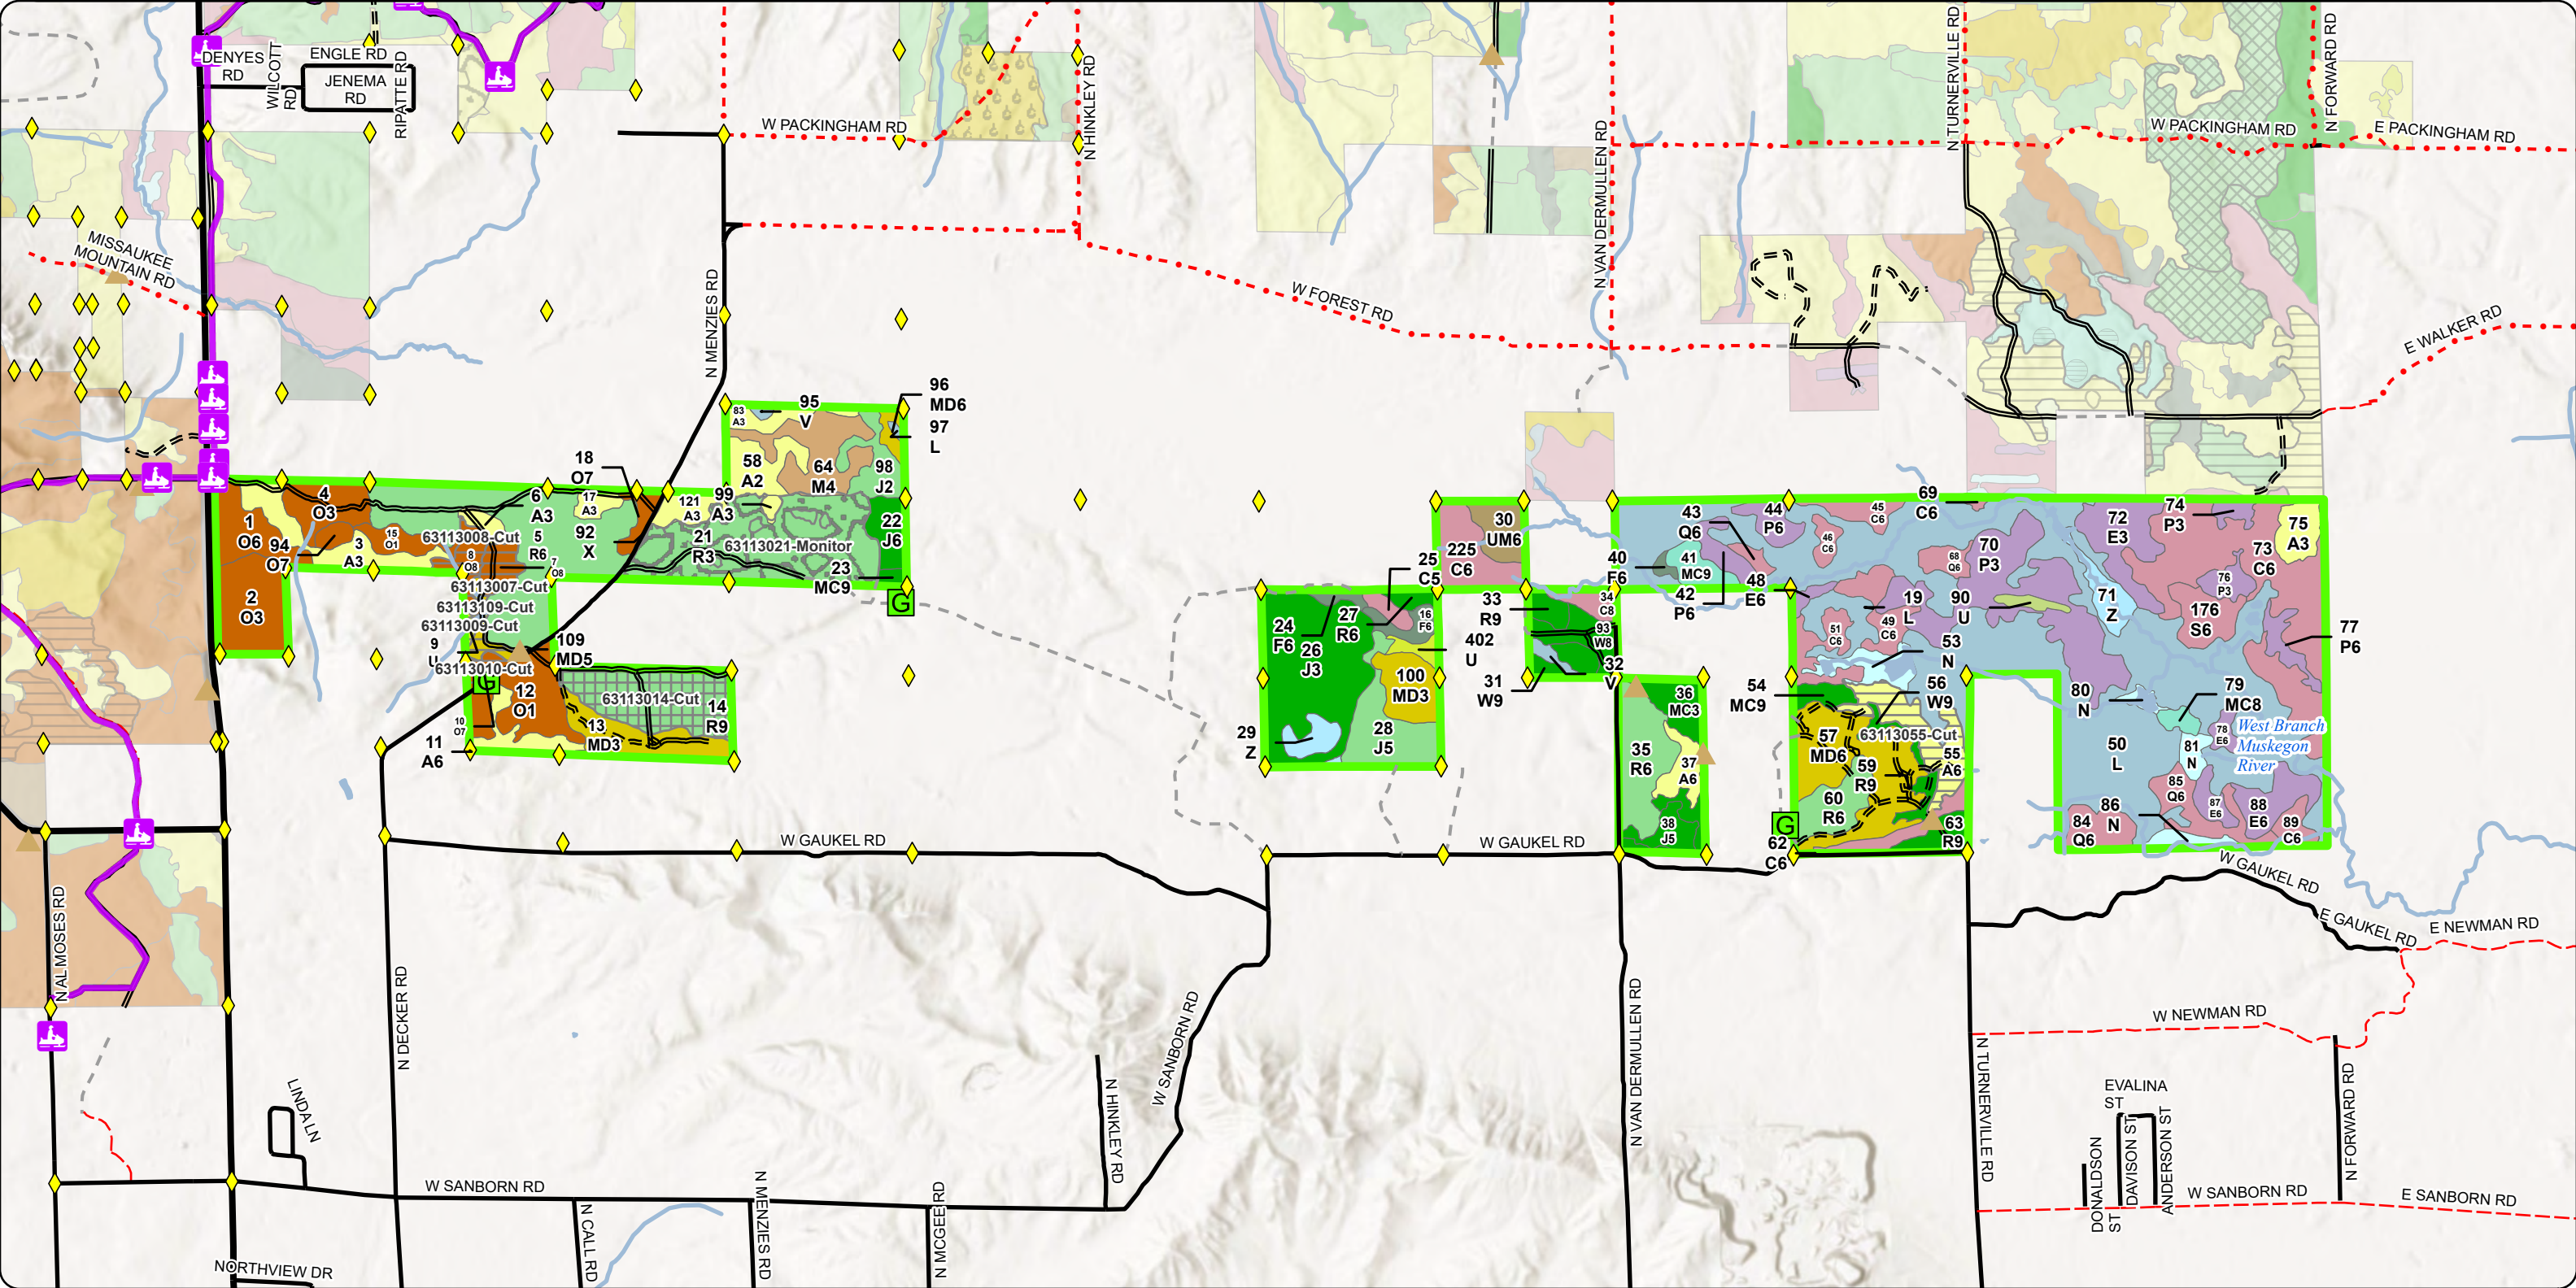 DENYES
RD
WILCOTT
RD
ENGLE RD
JENEMA
RD
RIPATTE RD
W PACKINGHAM RD
N HINKLEY RD
N VAN DERMULLEN RD
N TURNERVILLE RD
W PACKINGHAM RD
N FORWARD RD
E PACKINGHAM RD
MISSAUKEE
MOUNTAIN RD
N MENZIES RD
W FOREST RD
E WALKER RD
83
A3
95
V
96
MD6
97
L
58
A2
64
M4
98
J2
99
A3
121
A3
18
O7
17
A3
6
A3
4
O3
1
O6
94
O7
3
A3
15
O1
63113008-Cut
5
R6
92
X
8
O8
7
O8
21
R3
63113021-Monitor
22
J6
23
MC9
G
2
O3
63113007-Cut
63113109-Cut
63113009-Cut
9
U
109
MD5
63113010-Cut
G
12
O1
10
O7
11
A6
13
MD3
63113014-Cut
14
R9
30
UM6
225
C6
25
C5
24
F6
26
J3
27
R6
16
F6
402
U
100
MD3
28
J5
29
Z
33
R9
34
C8
93
W8
31
W9
32
V
40
F6
41
MC9
43
Q6
44
P6
42
P6
48
E6
45
C6
46
C6
69
C6
68
Q6
70
P3
72
E3
74
P3
75
A3
73
C6
76
P3
71
Z
176
S6
77
P6
19
L
90
U
51
C6
49
C6
53
N
36
MC3
35
R6
37
A6
38
J5
54
MC9
56
W9
57
MD6
63113055-Cut
59
R9
55
A6
60
R6
G
62
C6
63
R9
80
N
79
MC8
78
E6
West Branch
Muskegon
River
50
L
81
N
85
Q6
86
N
84
Q6
87
E6
88
E6
89
C6
W GAUKEL RD
W GAUKEL RD
W GAUKEL RD
E GAUKEL RD
E NEWMAN RD
N ALMOSES RD
N DECKER RD
W SANBORN RD
N VAN DERMULLEN RD
W NEWMAN RD
N TURNERVILLE RD
N FORWARD RD
LINDA LN
N HINKLEY RD
EVALINA
ST
DONALDSON
ST
DAVISON ST
ANDERSON ST
W SANBORN RD
W SANBORN RD
E SANBORN RD
N CALL RD
N MENZIES RD
N MCGEE RD
NORTHVIEW DR